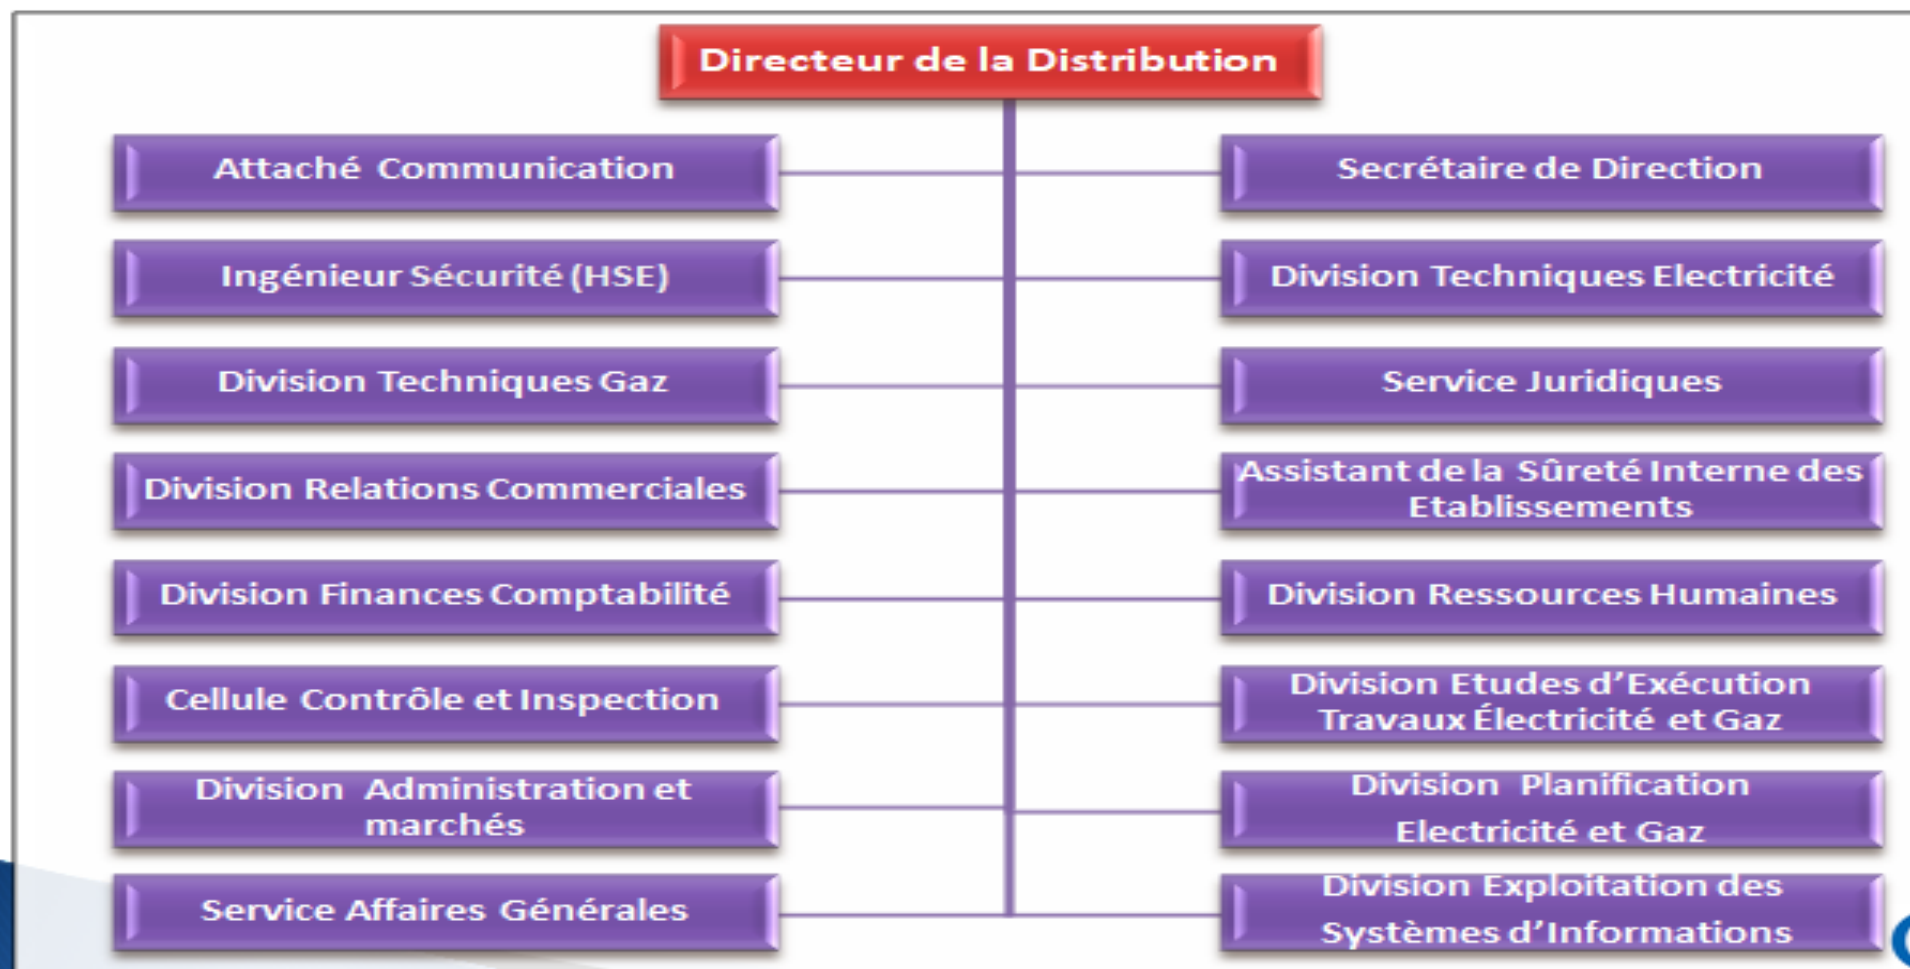 Directeur de la Distribution
Attaché Communication
Secrétaire de Direction
Ingénieur Sécurité (HSE)
Division Techniques Electricité
Division Techniques Gaz
Service Juridiques
Division Relations Commerciales
Assistant de la Sûreté Interne des
Etablissements
Division Finances Comptabilité
Division Ressources Humaines
Cellule Contrôle et Inspection
Division Etudes d’Exécution
Travaux Électricité et Gaz
Division Administration et
marchés
Division Planification
Electricité et Gaz
Service Affaires Générales
Division Exploitation des
Systèmes d’Informations